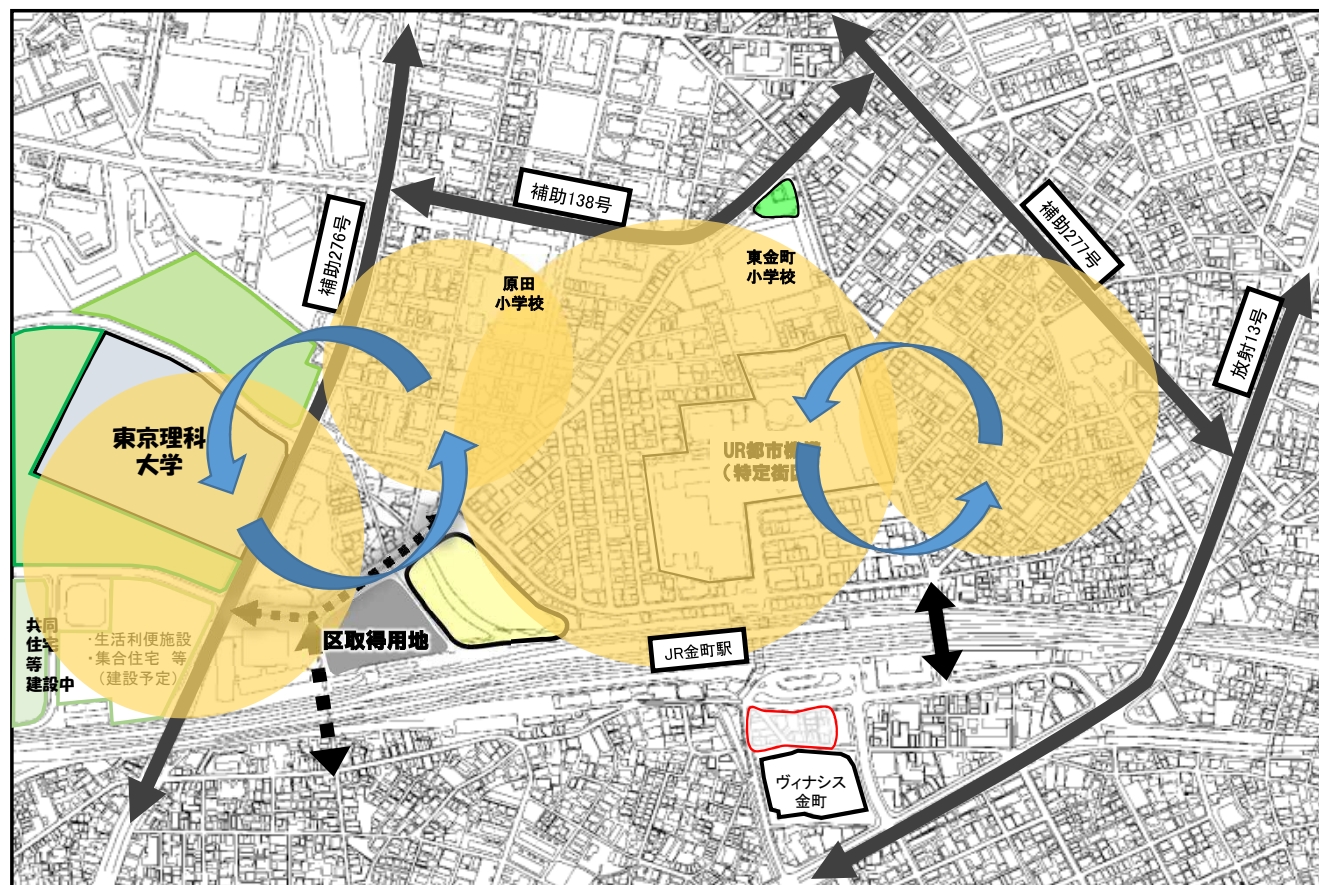 補助138号
補助276号
補助277号
放射13号
東金町
小学校
原田
小学校
東京理科
大学
UR都市機構
(特定街区
共同
住宅
等
建設中
・生活利便施設
・集合住宅 等
(建設予定)
区取得用地
JR金町駅
ヴィナシス
金町